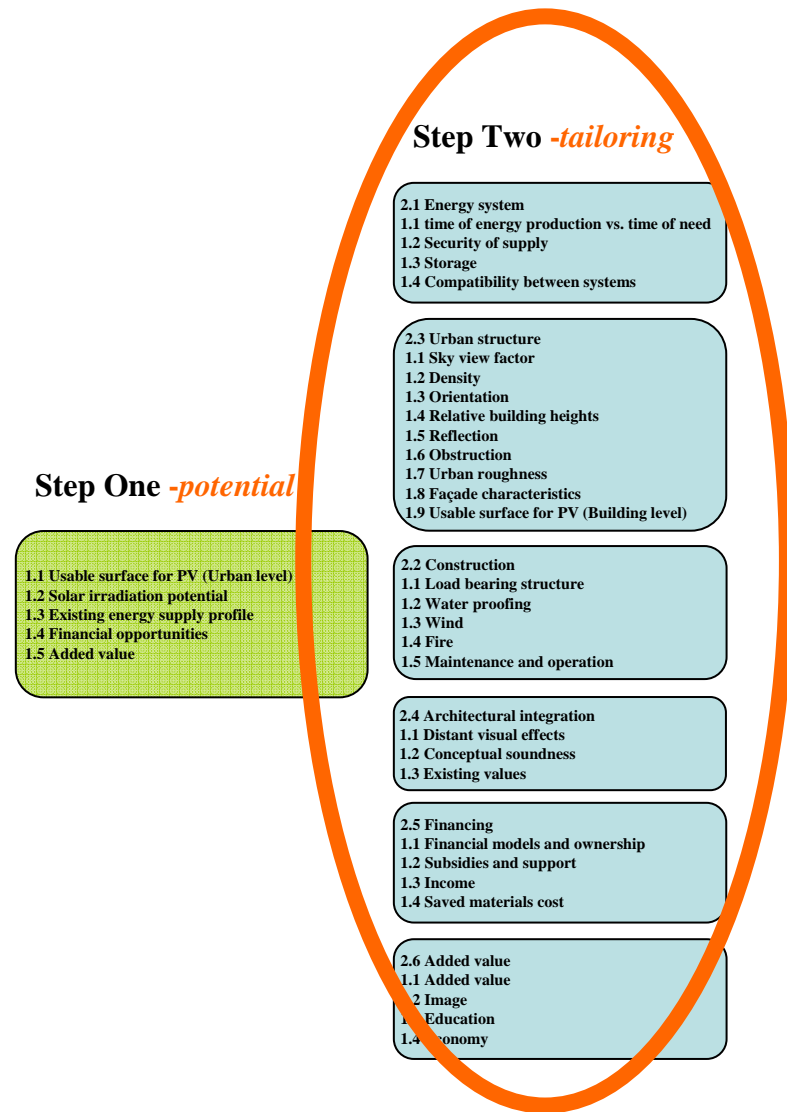 Step Two -tailoring
2.1 Energy system
1.1 time of energy production vs. time of need
1.2 Security of supply
1.3 Storage
1.4 Compatibility between systems
2.3 Urban structure
1.1 Sky view factor
1.2 Density
1.3 Orientation
1.4 Relative building heights
1.5 Reflection
1.6 Obstruction
1.7 Urban roughness
1.8 Façade characteristics
1.9 Usable surface for PV (Building level)
Step One -potential
1.1 Usable surface for PV (Urban level)
1.2 Solar irradiation potential
1.3 Existing energy supply profile
1.4 Financial opportunities
1.5 Added value
2.2 Construction
1.1 Load bearing structure
1.2 Water proofing
1.3 Wind
1.4 Fire
1.5 Maintenance and operation
2.4 Architectural integration
1.1 Distant visual effects
1.2 Conceptual soundness
1.3 Existing values
2.5 Financing
1.1 Financial models and ownership
1.2 Subsidies and support
1.3 Income
1.4 Saved materials cost
2.6 Added value
1.1 Added value
Image
Education
1.4 Economy